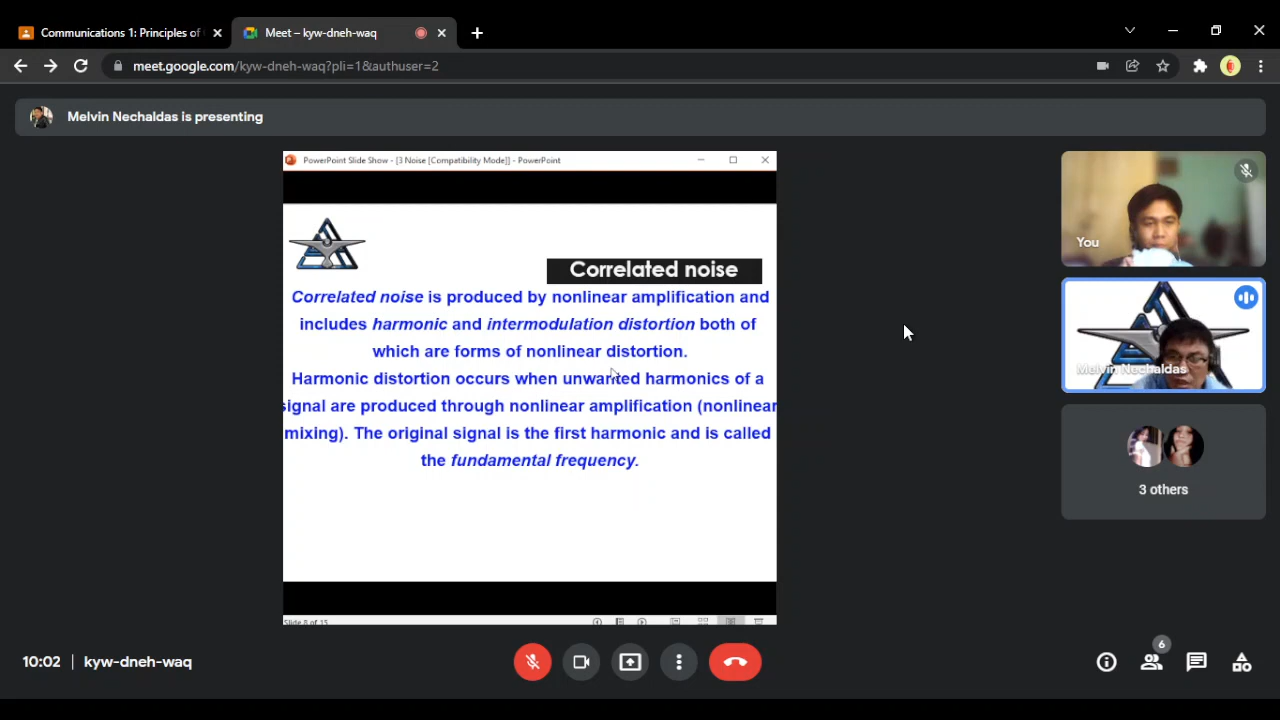 Communications 1: Principles of
Meet – kyw-dneh-waq
meet.google.com/kyw-dneh-waq?pli=1&authuser=2
Melvin Nechaldas is presenting
PowerPoint Slide Show - [3 Noise [Compatibility Mode]] - PowerPoint
Correlated noise
Correlated noise is produced by nonlinear amplification and
includes harmonic and intermodulation distortion both of
which are forms of nonlinear distortion.
Harmonic distortion occurs when unwanted harmonics of a
signal are produced through nonlinear amplification (nonlinear
mixing). The original signal is the first harmonic and is called
the fundamental frequency.
Slide 8 of 15
You
Melvin Nechaldas
3 others
10:02 | kyw-dneh-waq
6